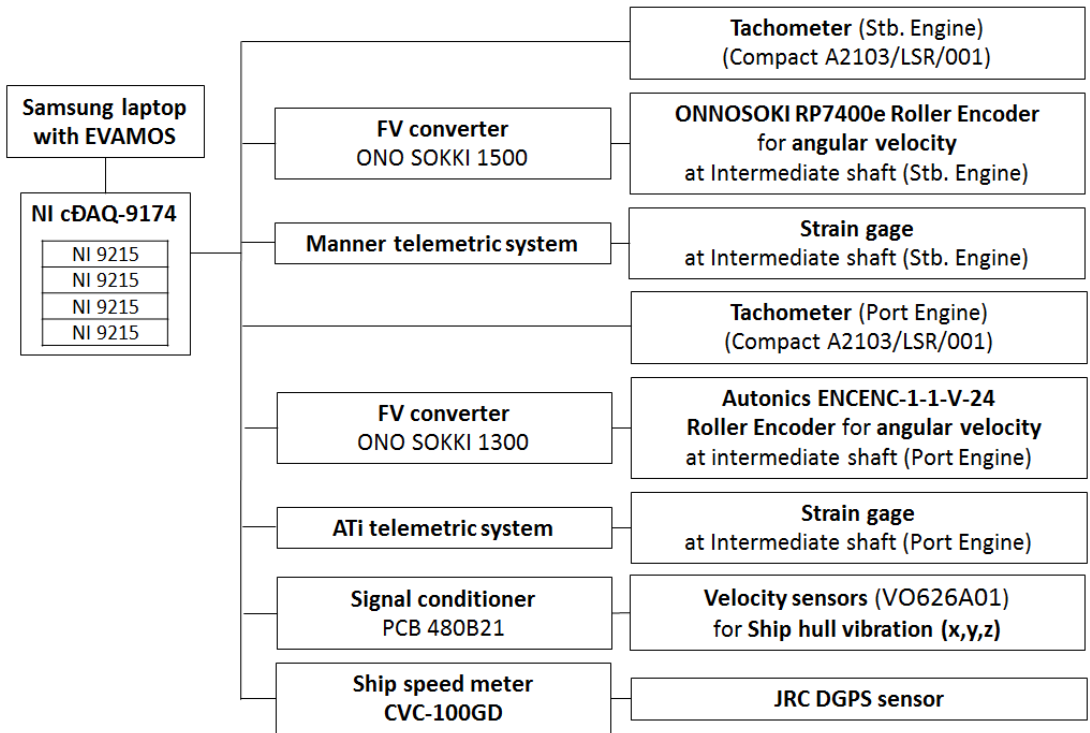 Tachometer (Stb. Engine)
(Compact A2103/LSR/001)
Samsung laptop
with EVAMOS
FV converter
ONO SOKKI 1500
ONNOSOKI RP7400e Roller Encoder
for angular velocity
at Intermediate shaft (Stb. Engine)
NI cĐAQ-9174
NI 9215
NI 9215
NI 9215
NI 9215
Manner telemetric system
Strain gage
at Intermediate shaft (Stb. Engine)
Tachometer (Port Engine)
(Compact A2103/LSR/001)
FV converter
ONO SOKKI 1300
Autonics ENCENC-1-1-V-24
Roller Encoder for angular velocity
at intermediate shaft (Port Engine)
ATi telemetric system
Strain gage
at Intermediate shaft (Port Engine)
Signal conditioner
PCB 480B21
Velocity sensors (VO626A01)
for Ship hull vibration (x,y,z)
Ship speed meter
CVC-100GD
JRC DGPS sensor